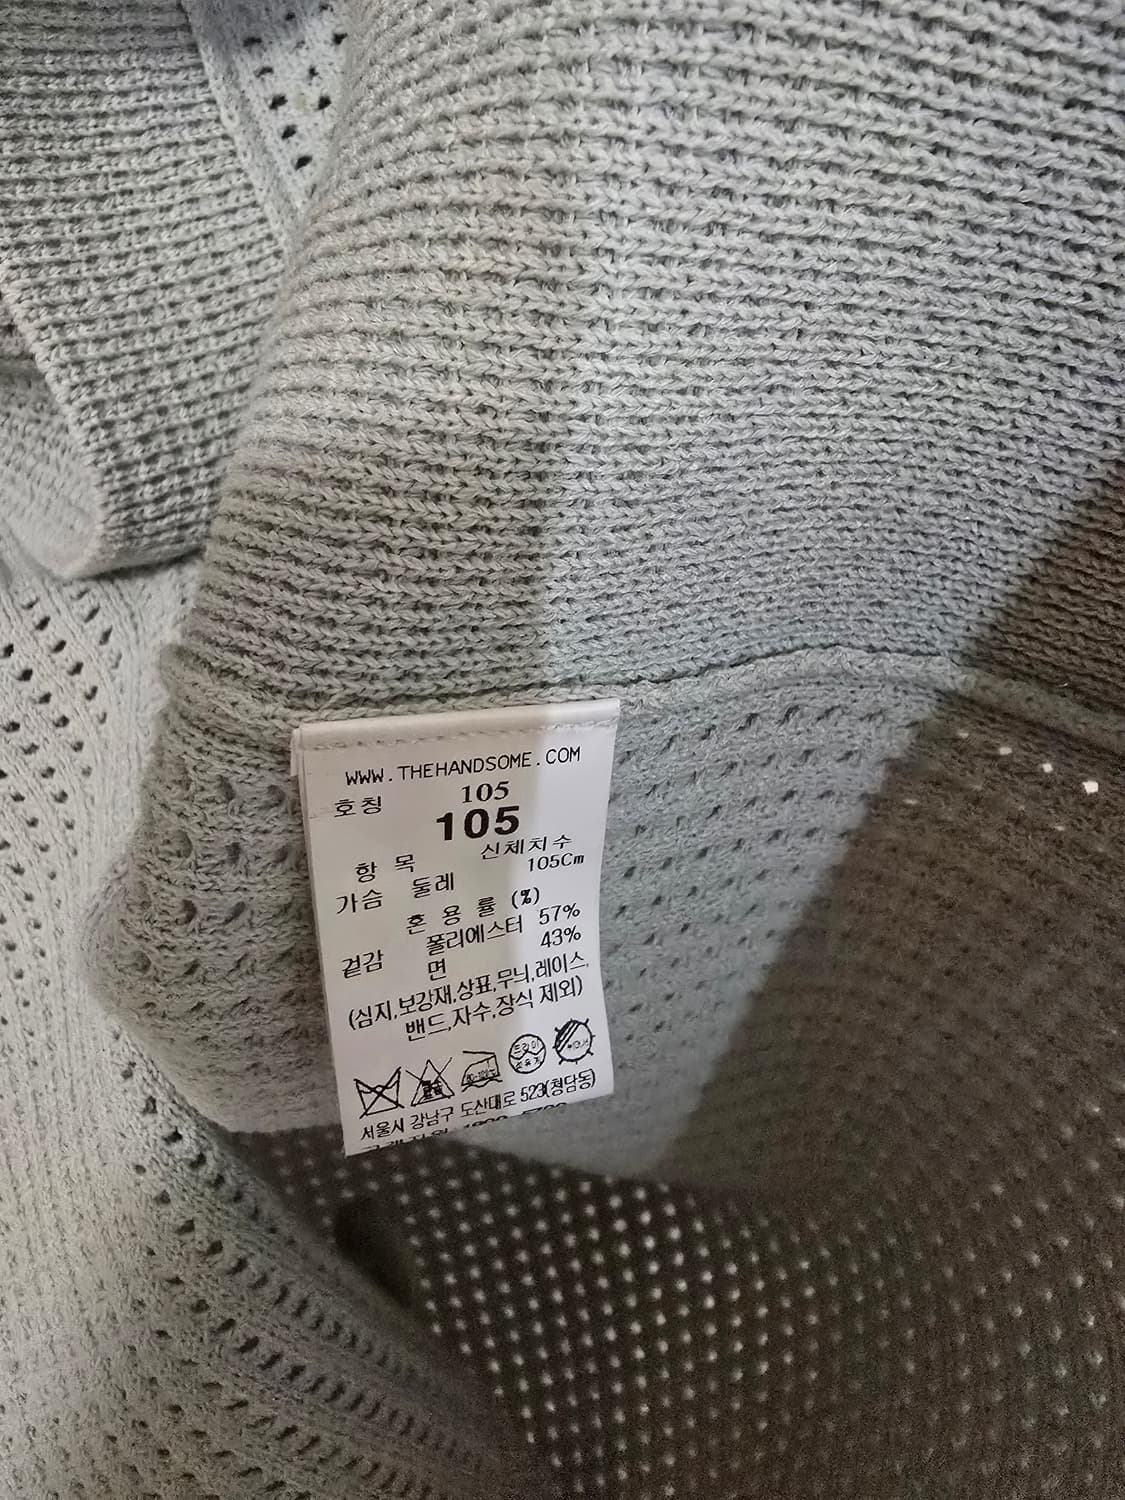 WWW.THEHANDSOME.COM
호칭 105
105
항 목 신체치수
가슴 둘레 105Cm
혼 용 률 (%)
겉감 폴리에스터 57%
면 43%
(심지,보강재,상표,무늬,레이스,
밴드,자수,장식 제외)
드라이
서울시 강남구 도산대로 523(청담동)